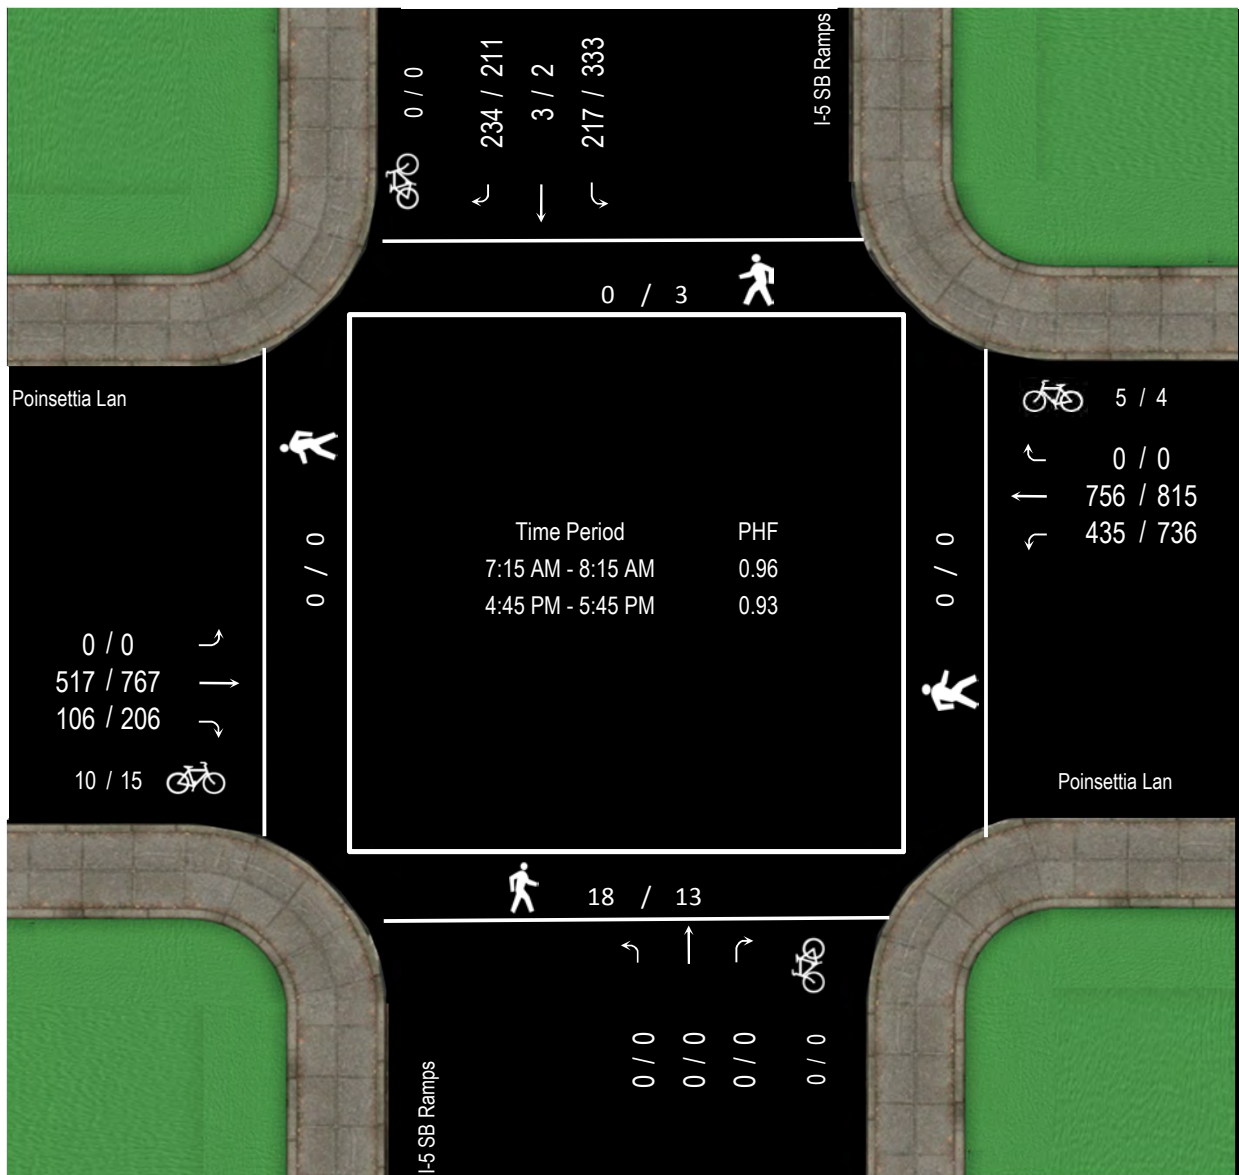 I-5 SB Ramps
0 / 0
234 / 211
3 / 2
217 / 333
0 / 3
Poinsettia Lan
5 / 4
0 / 0
756 / 815
435 / 736
0 / 0
0 / 0
Time Period PHF
7:15 AM - 8:15 AM 0.96
4:45 PM - 5:45 PM 0.93
0 / 0
517 / 767
106 / 206
10 / 15
Poinsettia Lan
18 / 13
0 / 0
0 / 0
0 / 0
0 / 0
I-5 SB Ramps